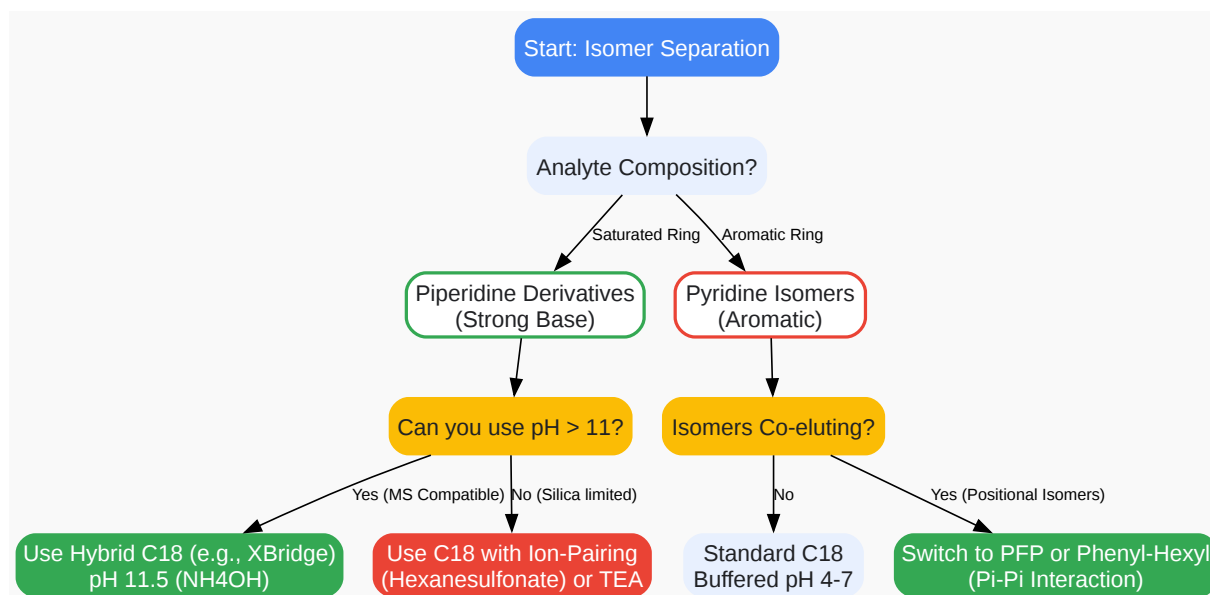 Start: Isomer Separation
Analyte Composition?
Saturated Ring
Aromatic Ring
Piperidine Derivatives
(Strong Base)
Pyridine Isomers
(Aromatic)
Can you use pH > 11?
Isomers Co-eluting?
Yes (MS Compatible)
No (Silica limited)
No
Yes (Positional Isomers)
Use Hybrid C18 (e.g., XBridge)
pH 11.5 (NH4OH)
Use C18 with Ion-Pairing
(Hexanesulfonate) or TEA
Standard C18
Buffered pH 4-7
Switch to PFP or Phenyl-Hexyl
(Pi-Pi Interaction)